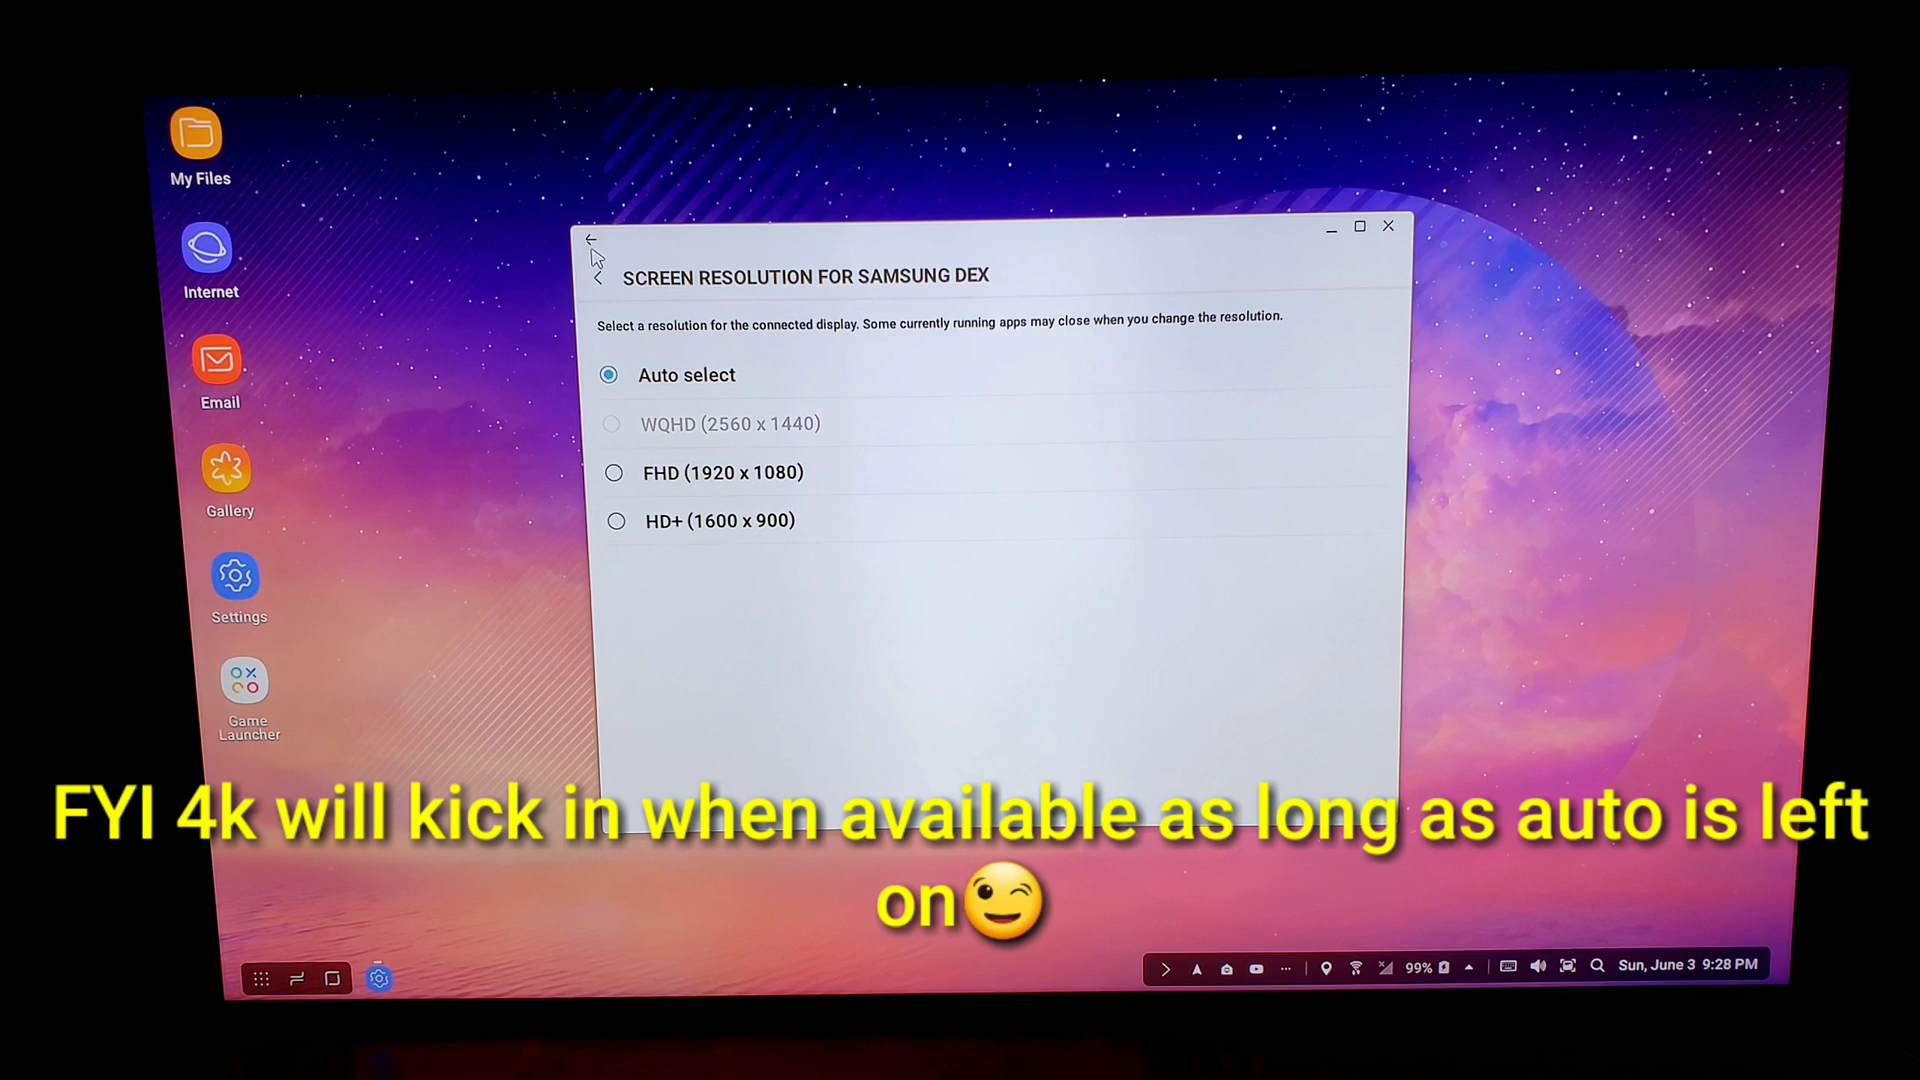 My Files
Internet
Email
Gallery
Settings
Game
Launcher
SCREEN RESOLUTION FOR SAMSUNG DEX
Select a resolution for the connected display. Some currently running apps may close when you change the resolution.
Auto select
WQHD (2560 x 1440)
FHD (1920 x 1080)
HD+ (1600 x 900)
FYI 4k will kick in when available as long as auto is left
on😉
99%
Sun, June 3 9:28 PM